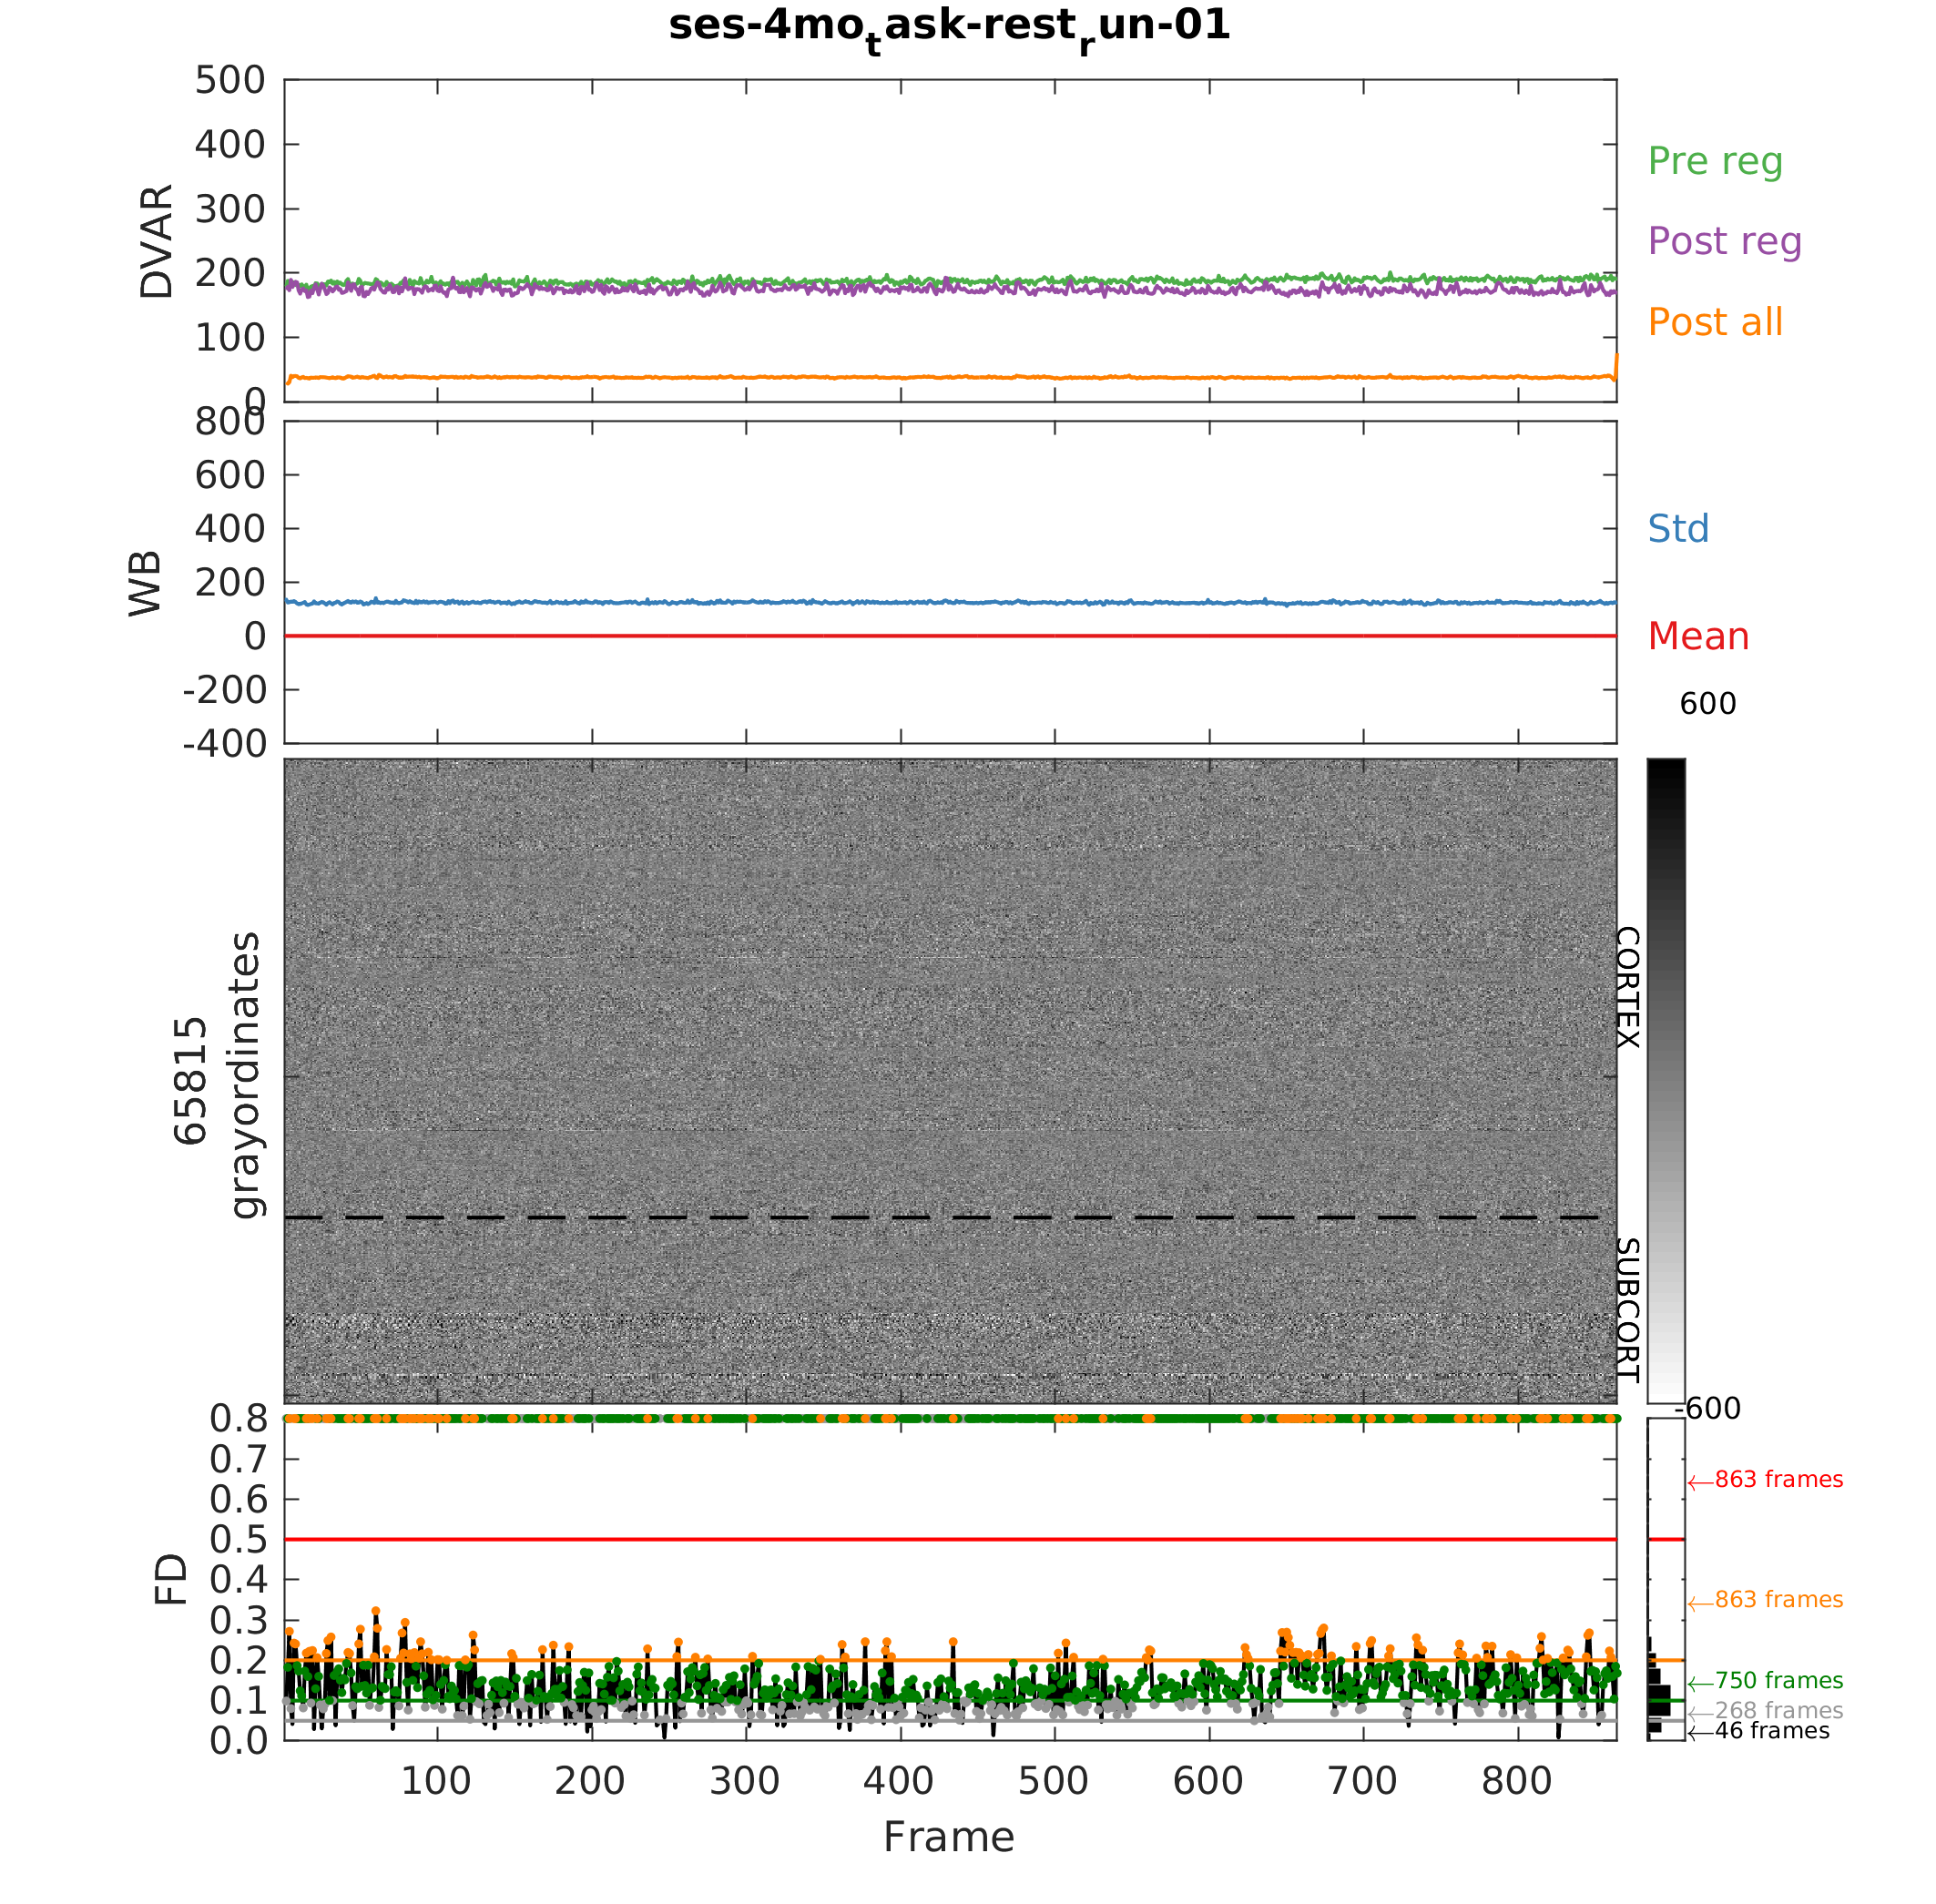 ses-4mo_task-rest_run-01
500
400
300
200
100
0
DVAR
Pre reg
Post reg
Post all
800
600
400
200
0
-200
-400
WB
Std
Mean
600
65815
grayordinates
CORTEX
SUBCORT
-600
0.8
0.7
0.6
0.5
0.4
0.3
0.2
0.1
0.0
FD
←863 frames
←863 frames
←750 frames
←268 frames
←46 frames
100 200 300 400 500 600 700 800
Frame